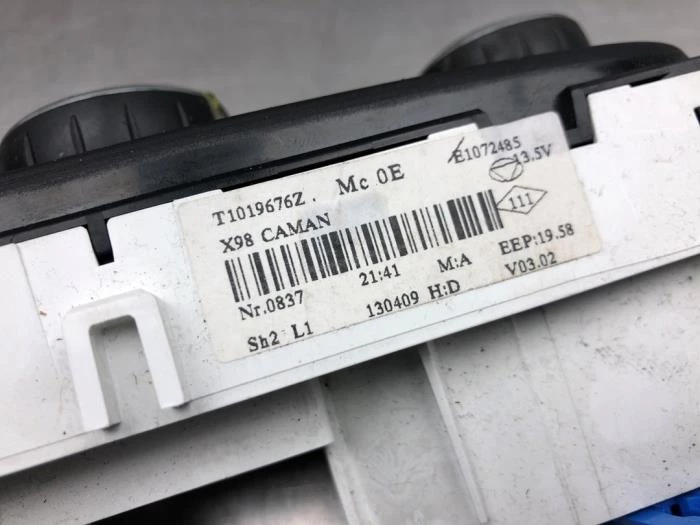 T1019676Z. Mc 0E E1072485
13.5V
X98 CAMAN
111
Nr.0837 21:41 M:A EEP:19.58
Sh2 L1 130409 H:D V03.02